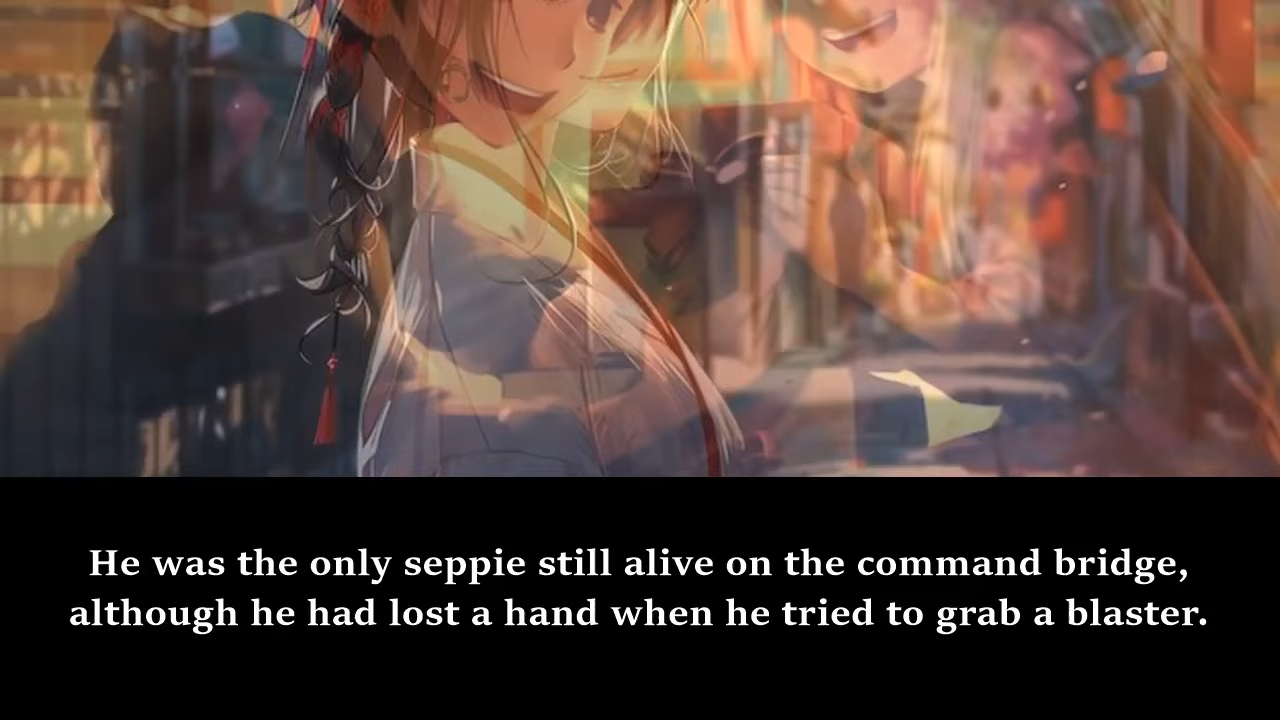 He was the only seppie still alive on the command bridge,
although he had lost a hand when he tried to grab a blaster.